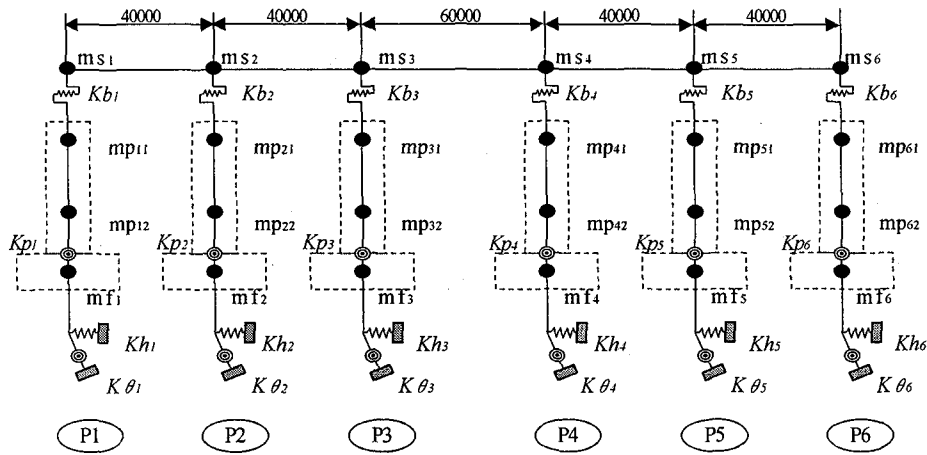 40000 40000 60000 40000 40000
ms1 ms2 ms3 ms4 ms5 ms6
Kb1 Kb2 Kb3 Kb4 Kb5 Kb6
mp11 mp21 mp31 mp41 mp51 mp61
mp12 mp22 mp32 mp42 mp52 mp62
Kp1 Kp2 Kp3 Kp4 Kp5 Kp6
mf1 mf2 mf3 mf4 mf5 mf6
Kh1 Kh2 Kh3 Kh4 Kh5 Kh6
Kθ1 Kθ2 Kθ3 Kθ4 Kθ5 Kθ6
P1 P2 P3 P4 P5 P6